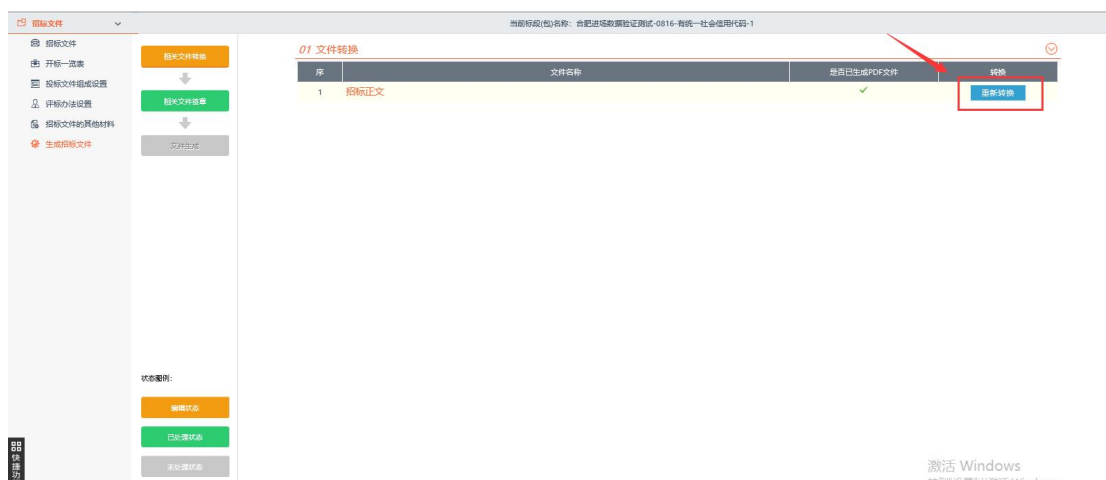 招标文件
当前标段(包)名称：合肥进场数据验证测试-0816-有统一社会信用代码-1
招标文件
开标一览表
投标文件组成设置
评标办法设置
招标文件的其他材料
生成招标文件
相关文件转换
相关文件签章
文件生成
01 文件转换
序 文件名称 是否已生成PDF文件 转换
1 招标正文 重新转换
状态图例：
编辑状态
已处理状态
未处理状态
快捷功
激活 Windows